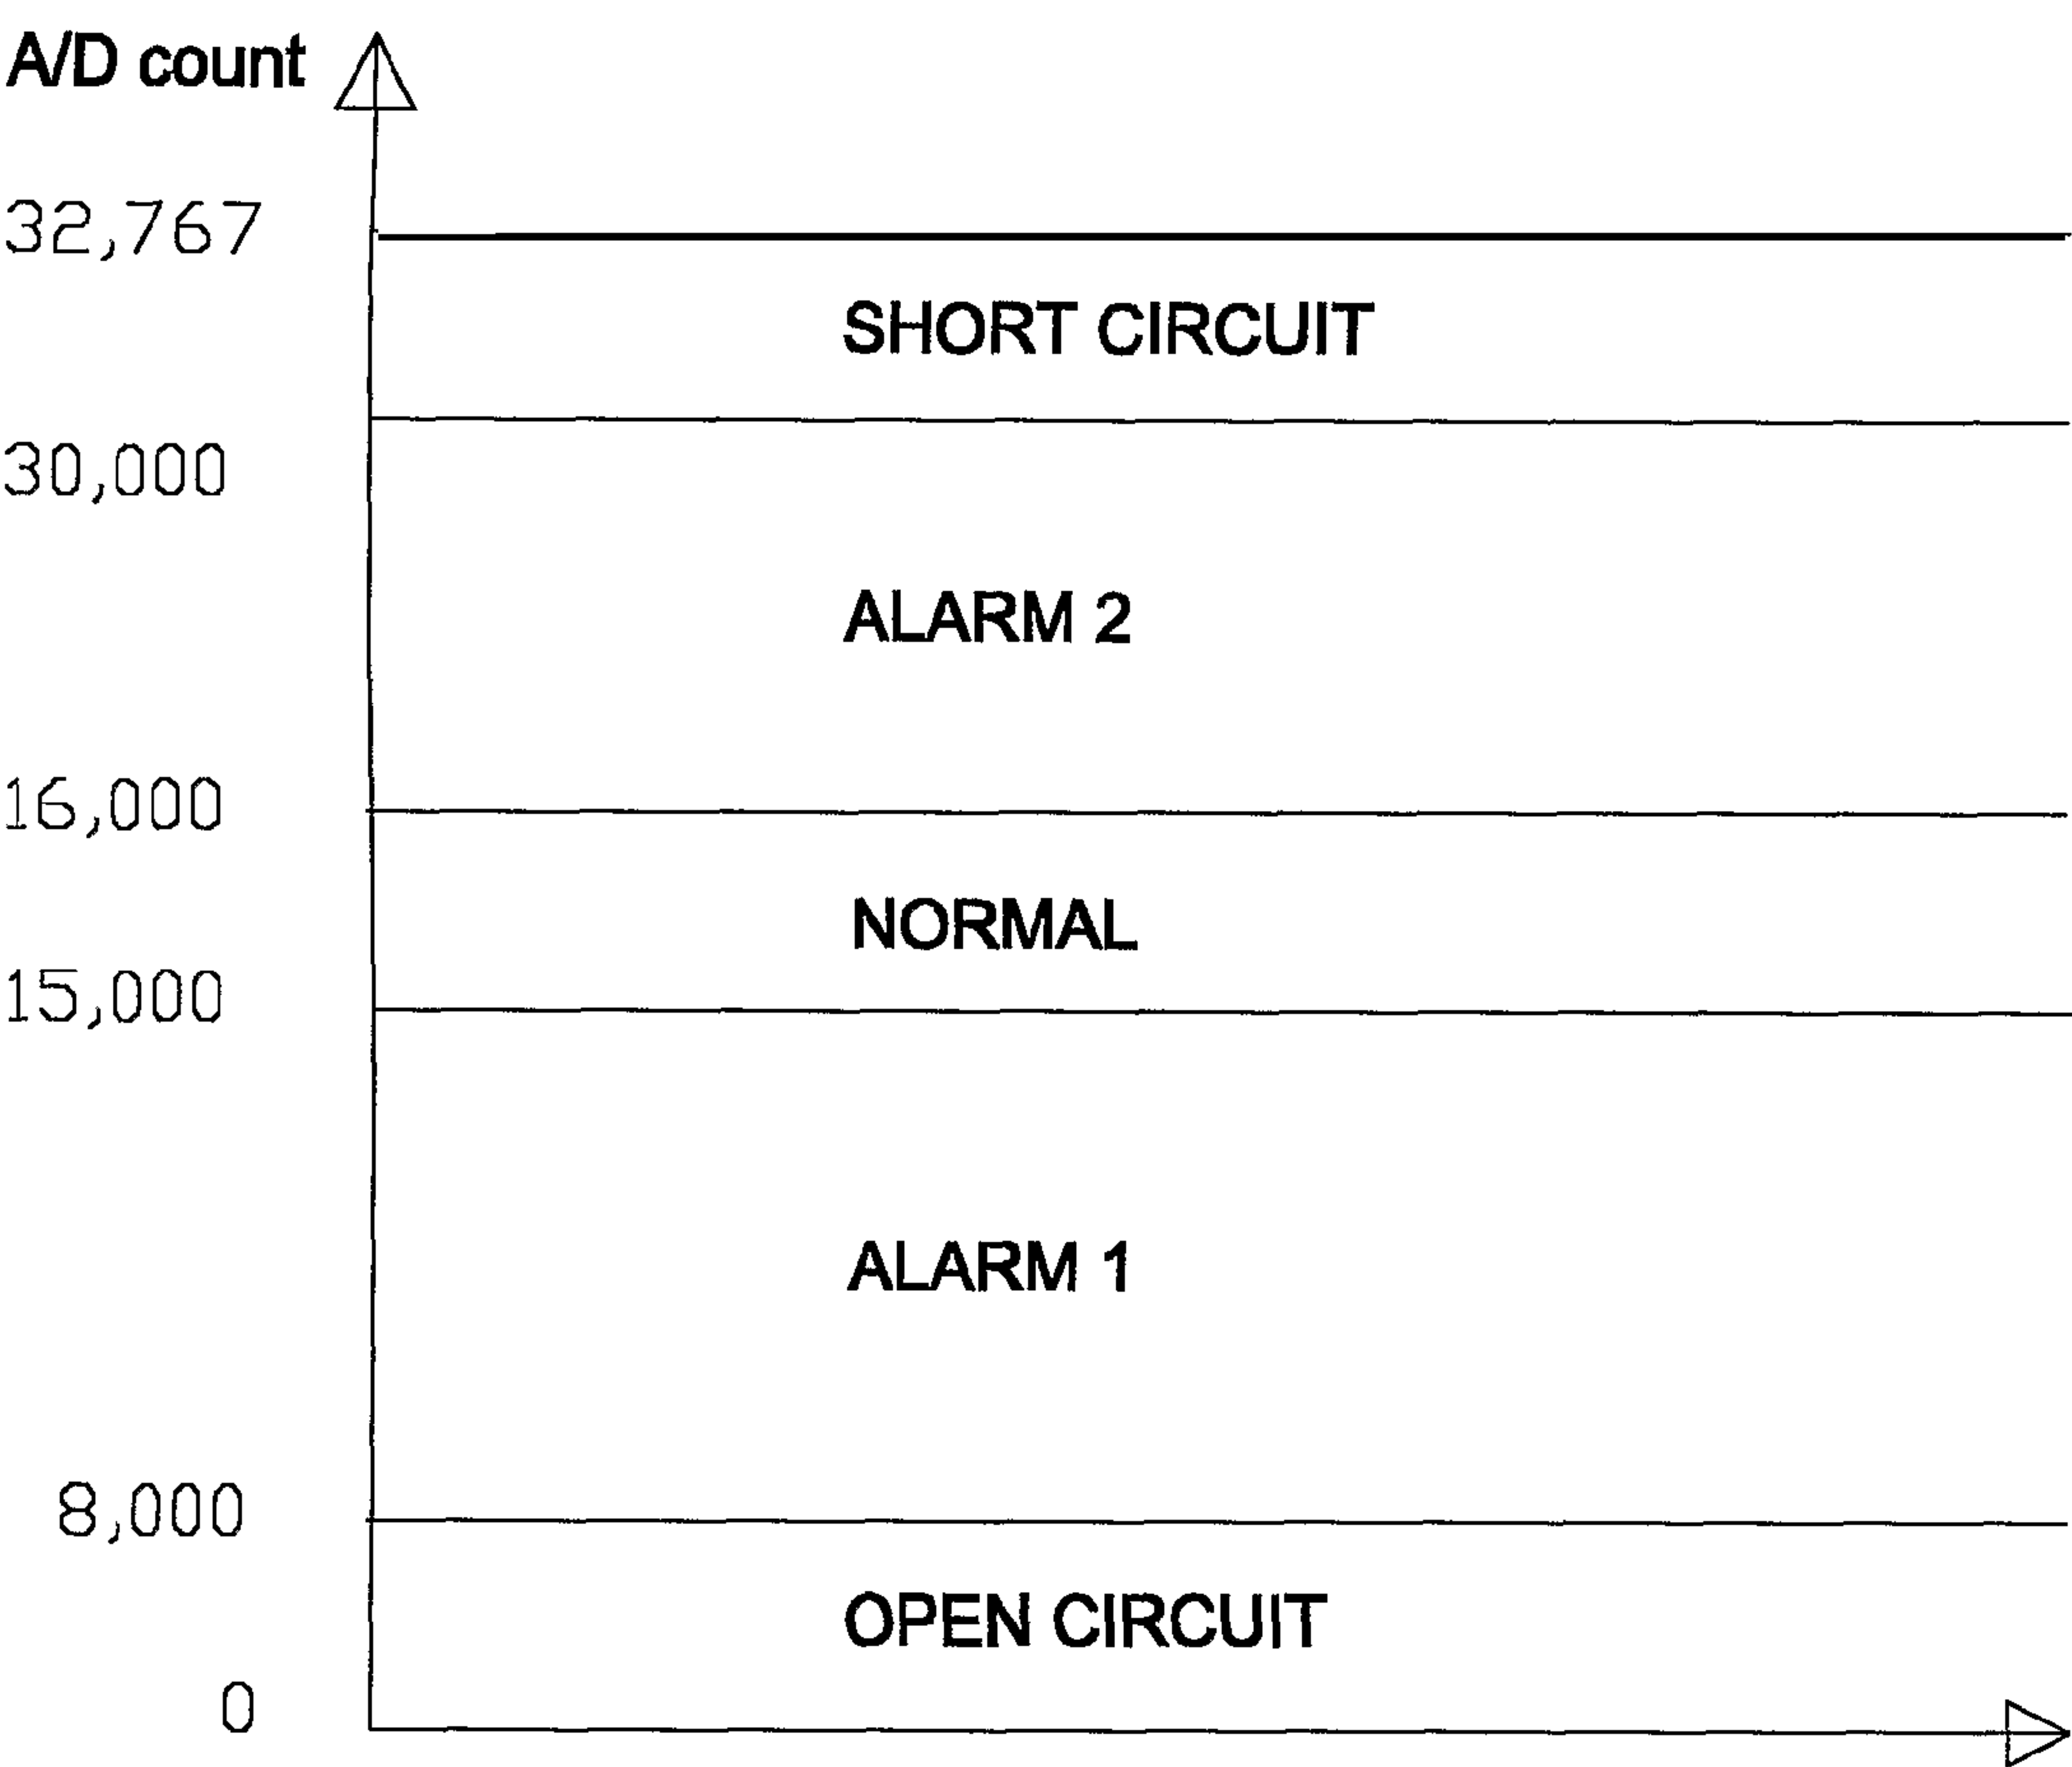 A/D count
32,767
SHORT CIRCUIT
30,000
ALARM 2
16,000
NORMAL
15,000
ALARM 1
8,000
OPEN CIRCUIT
0